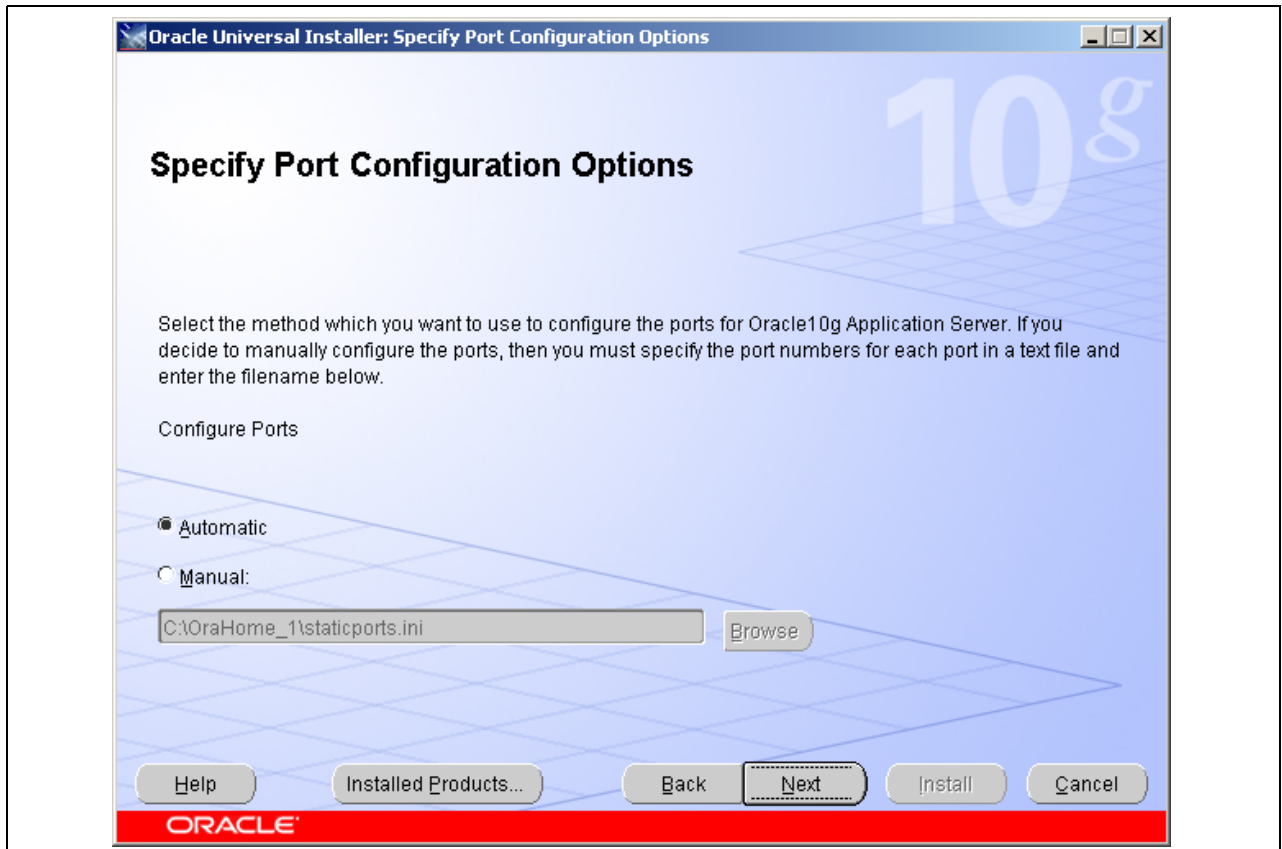 Oracle Universal Installer: Specify Port Configuration Options
10g
Specify Port Configuration Options
Select the method which you want to use to configure the ports for Oracle10g Application Server. If you
decide to manually configure the ports, then you must specify the port numbers for each port in a text file and
enter the filename below.
Configure Ports
Automatic
Manual:
C:\OraHome_1\staticports.ini
Browse
Help
Installed Products...
Back
Next
Install
Cancel
ORACLE